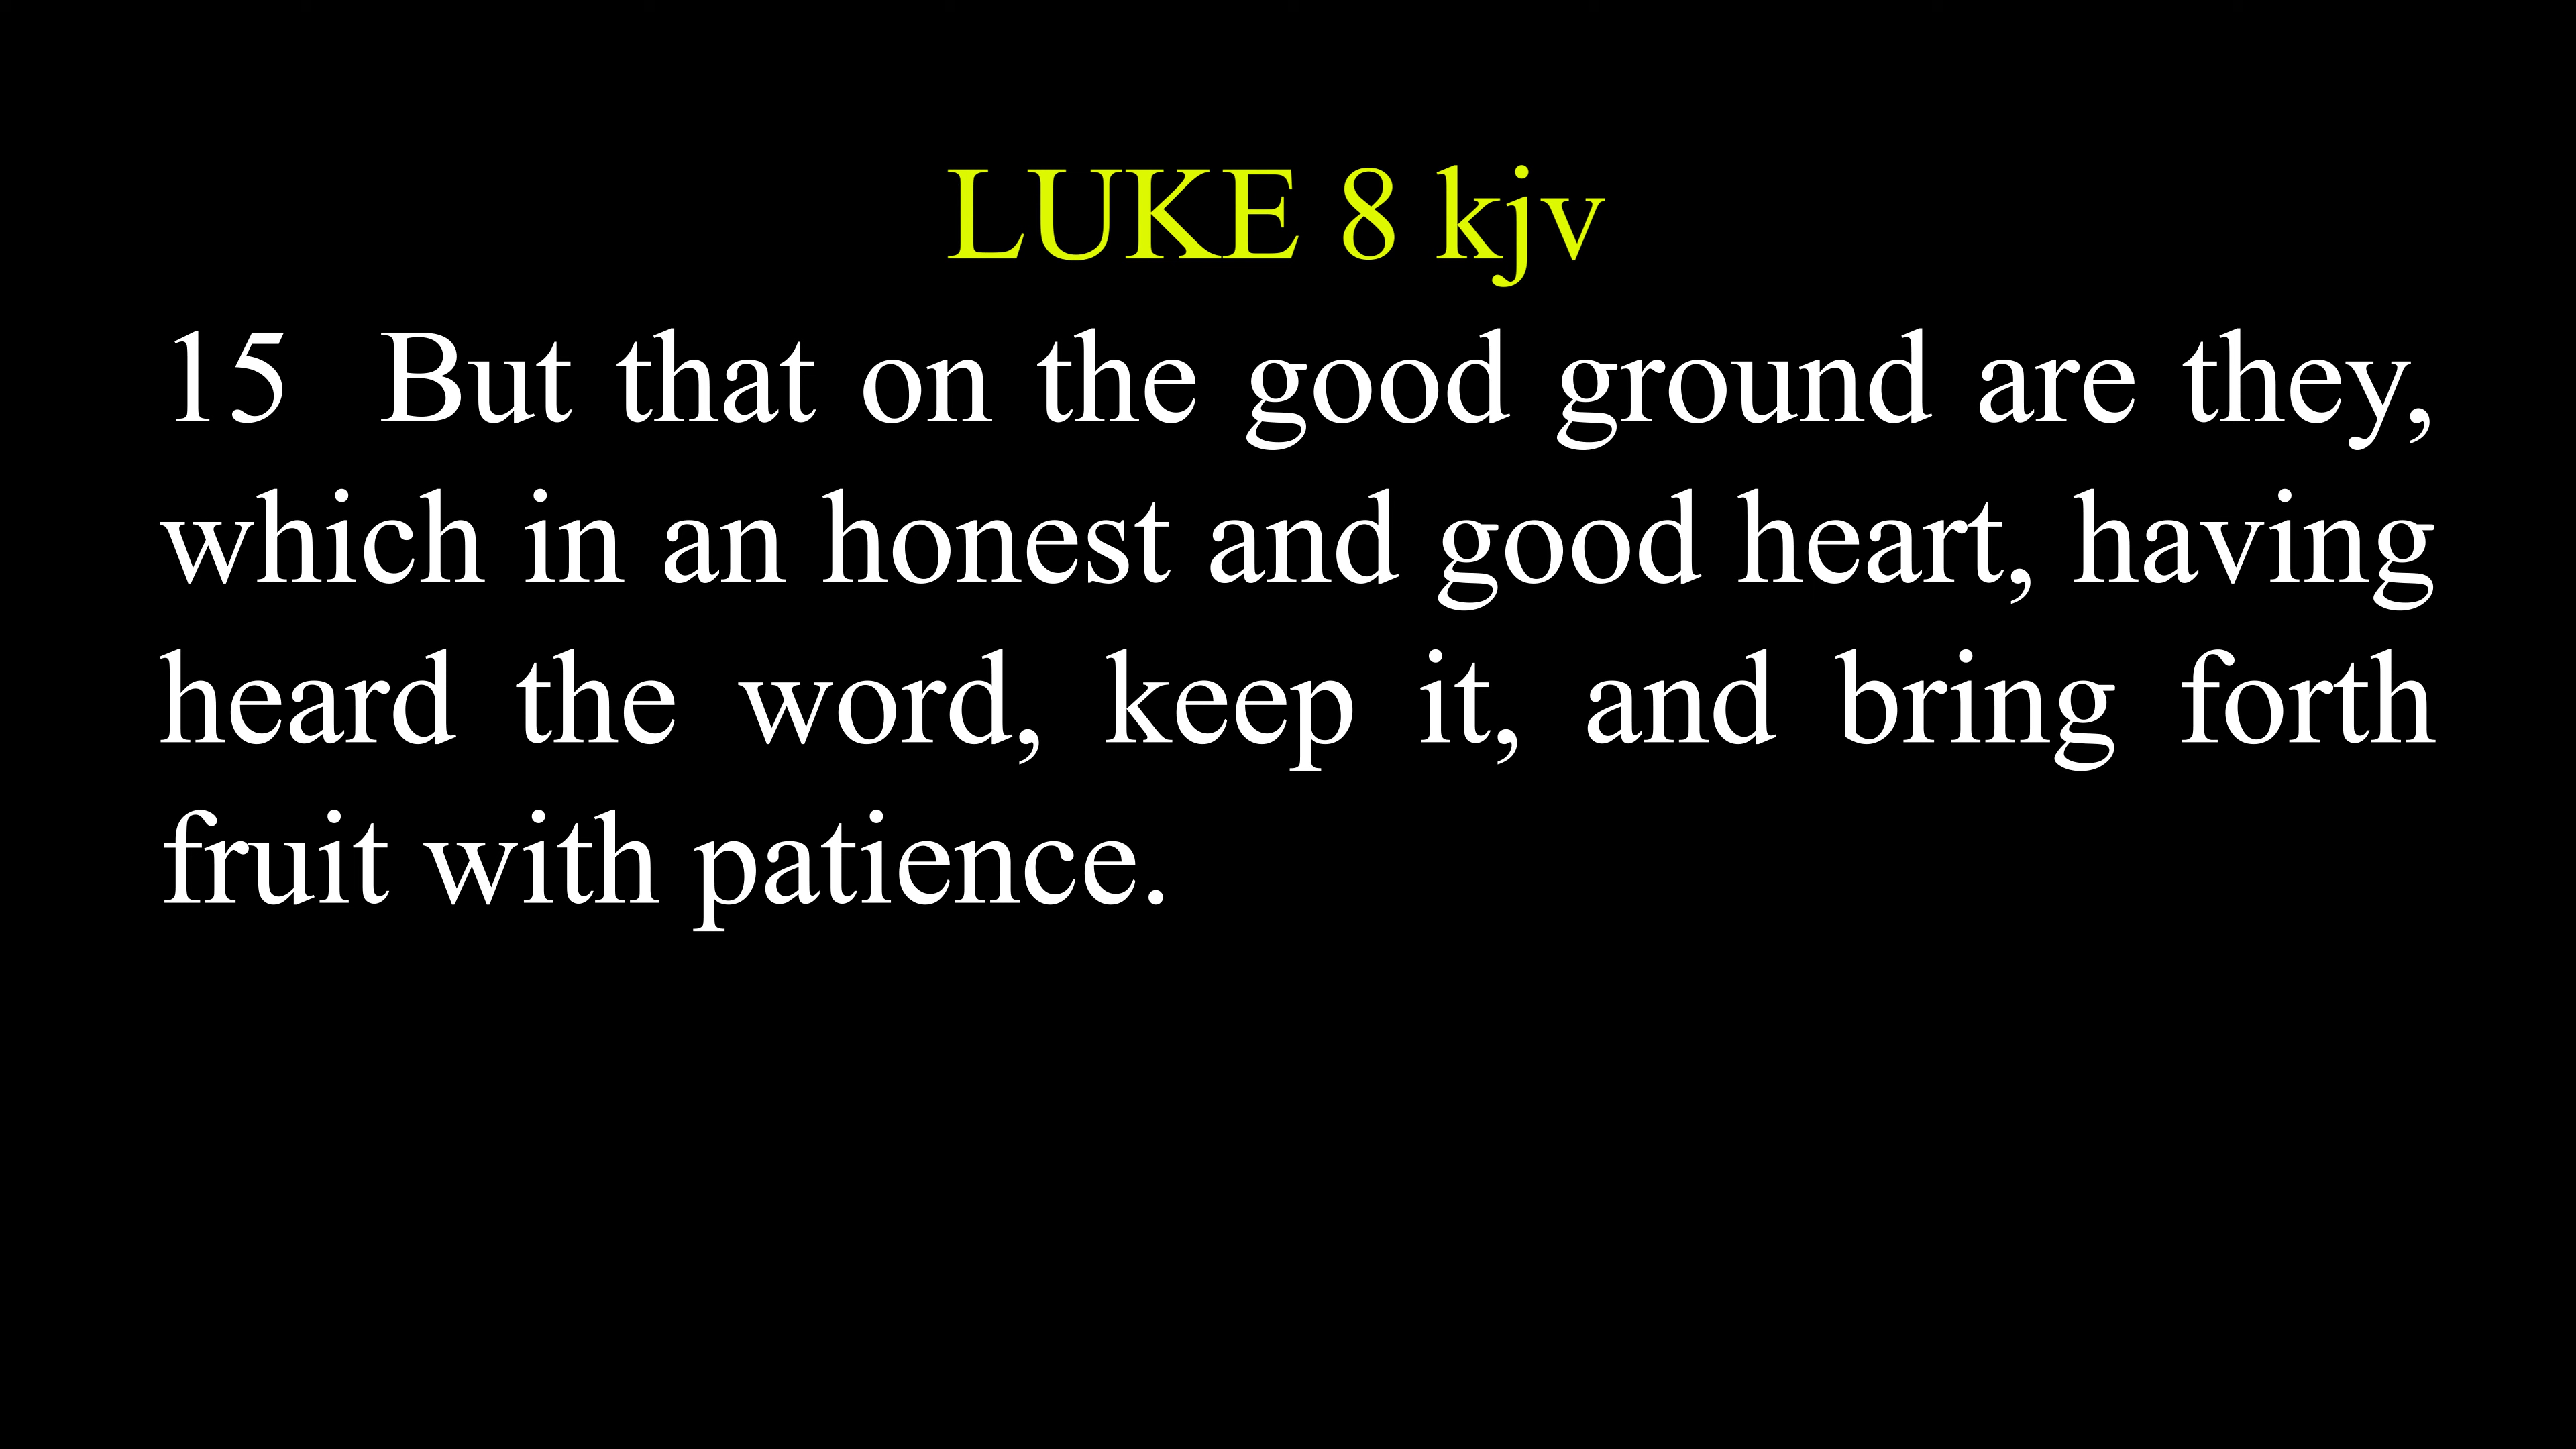 LUKE 8 kjv
15 But that on the good ground are they,
which in an honest and good heart, having
heard the word, keep it, and bring forth
fruit with patience.